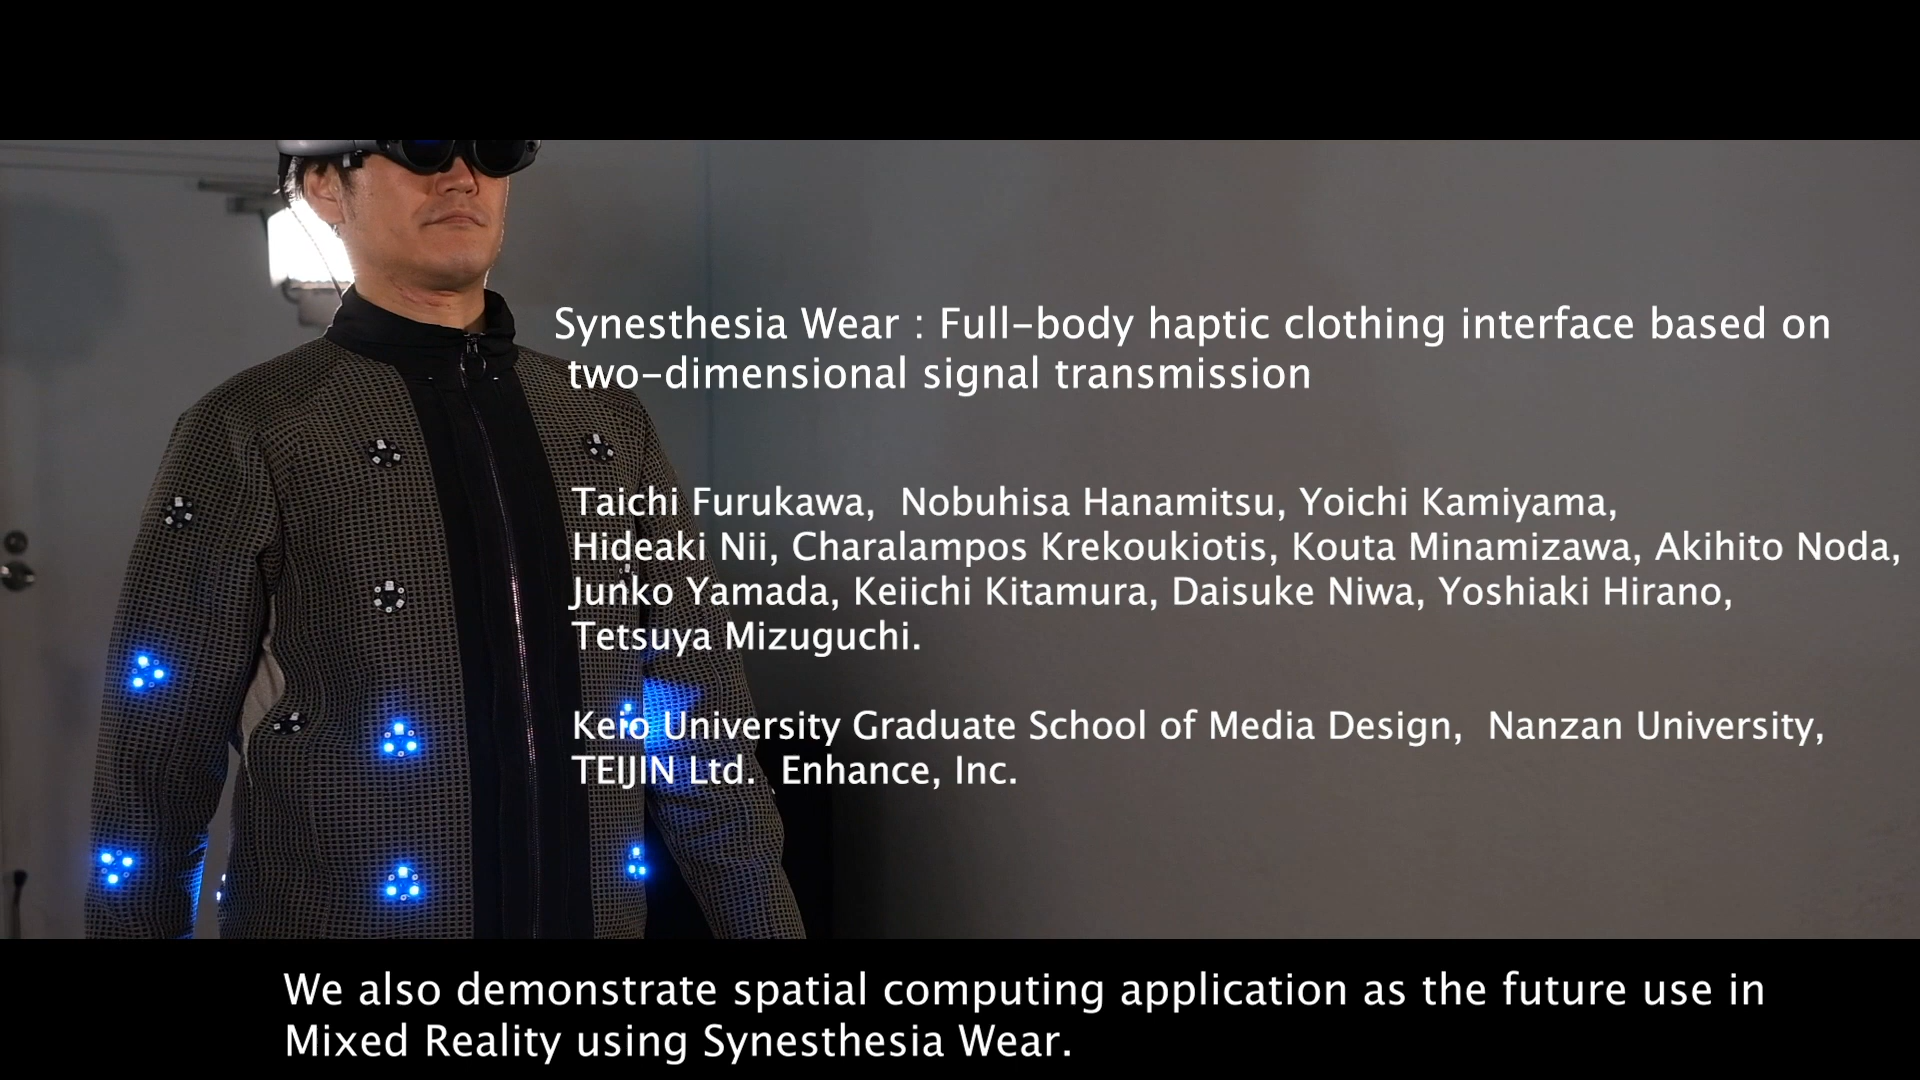 Synesthesia Wear : Full-body haptic clothing interface based on
two-dimensional signal transmission
Taichi Furukawa,  Nobuhisa Hanamitsu, Yoichi Kamiyama,
Hideaki Nii, Charalampos Krekoukiotis, Kouta Minamizawa, Akihito Noda,
Junko Yamada, Keiichi Kitamura, Daisuke Niwa, Yoshiaki Hirano,
Tetsuya Mizuguchi.
Keio University Graduate School of Media Design,  Nanzan University,
TEIJIN Ltd.  Enhance, Inc.
We also demonstrate spatial computing application as the future use in
Mixed Reality using Synesthesia Wear.